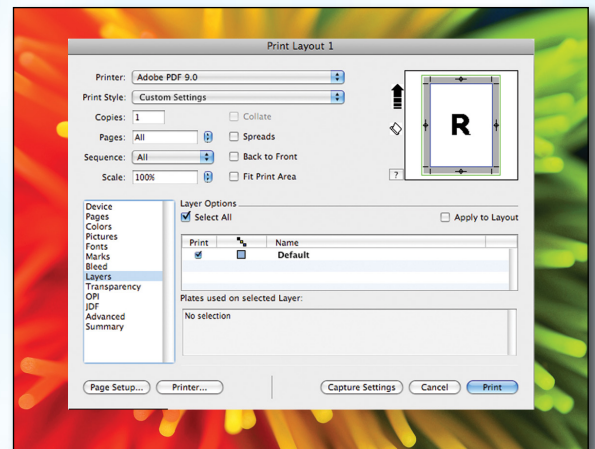 Print Layout 1
Printer: Adobe PDF 9.0
Print Style: Custom Settings
Copies: 1 Collate
Pages: All Spreads
Sequence: All Back to Front
Scale: 100% Fit Print Area
R
?
Device
Pages
Colors
Pictures
Fonts
Marks
Bleed
Layers
Transparency
OPI
JDF
Advanced
Summary
Layer Options
Select All Apply to Layout
Print Name
Default
Plates used on selected Layer:
No selection
Page Setup... Printer... Capture Settings Cancel Print